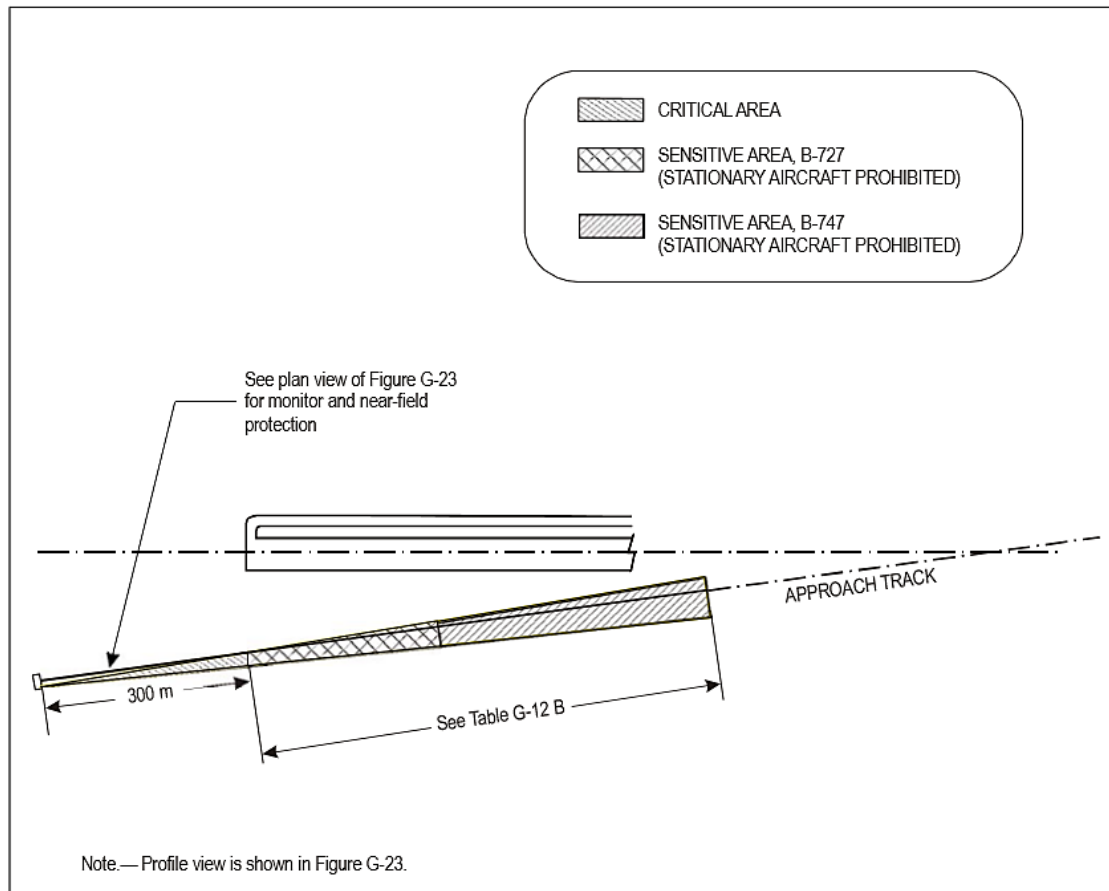 CRITICAL AREA
SENSITIVE AREA, B-727
(STATIONARY AIRCRAFT PROHIBITED)
SENSITIVE AREA, B-747
(STATIONARY AIRCRAFT PROHIBITED)
See plan view of Figure G-23
for monitor and near-field
protection
APPROACH TRACK
300 m
See Table G-12 B
Note.— Profile view is shown in Figure G-23.